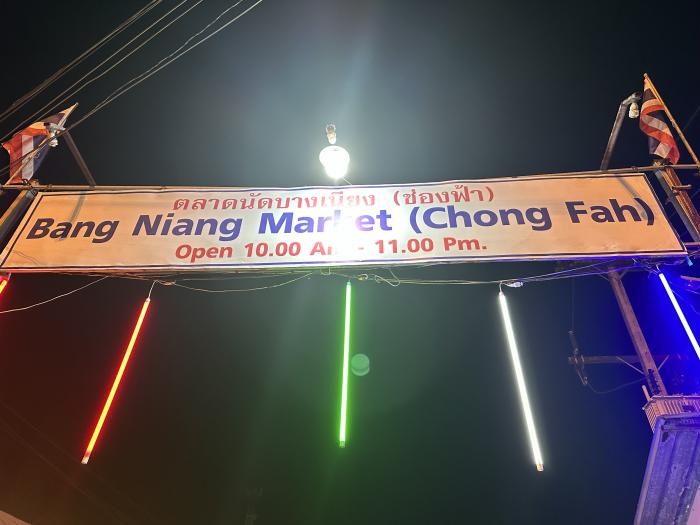 ตลาดนัดบางเนียง (ช่องฟ้า)
Bang Niang Market (Chong Fah)
Open 10.00 Am - 11.00 Pm.